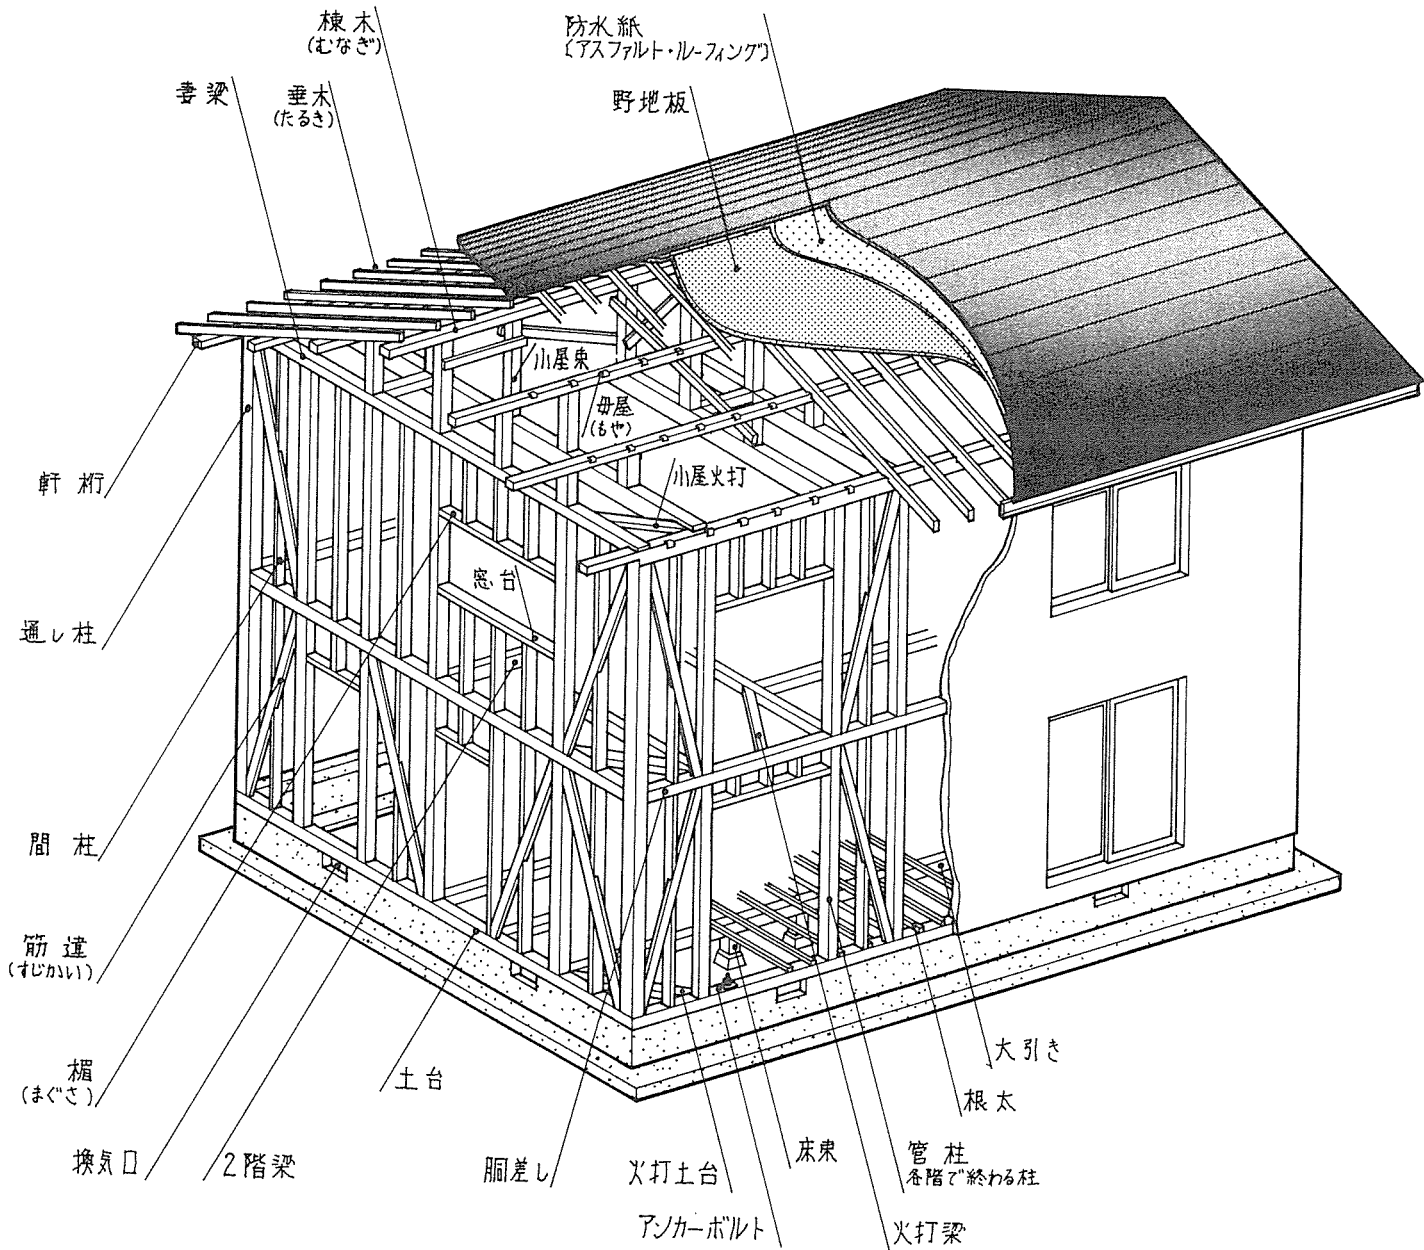 棟木
(むなぎ)
防水紙
(アスファルト・ルーフィング)
妻梁
垂木
(たるき)
野地板
小屋束
母屋
(もや)
小屋火打
軒桁
窓台
通し柱
間柱
筋違
(すじかい)
楣
(まぐさ)
換気口
2階梁
土台
胴差し
火打土台
アンカーボルト
床束
管柱
各階で終わる柱
火打梁
根太
大引き